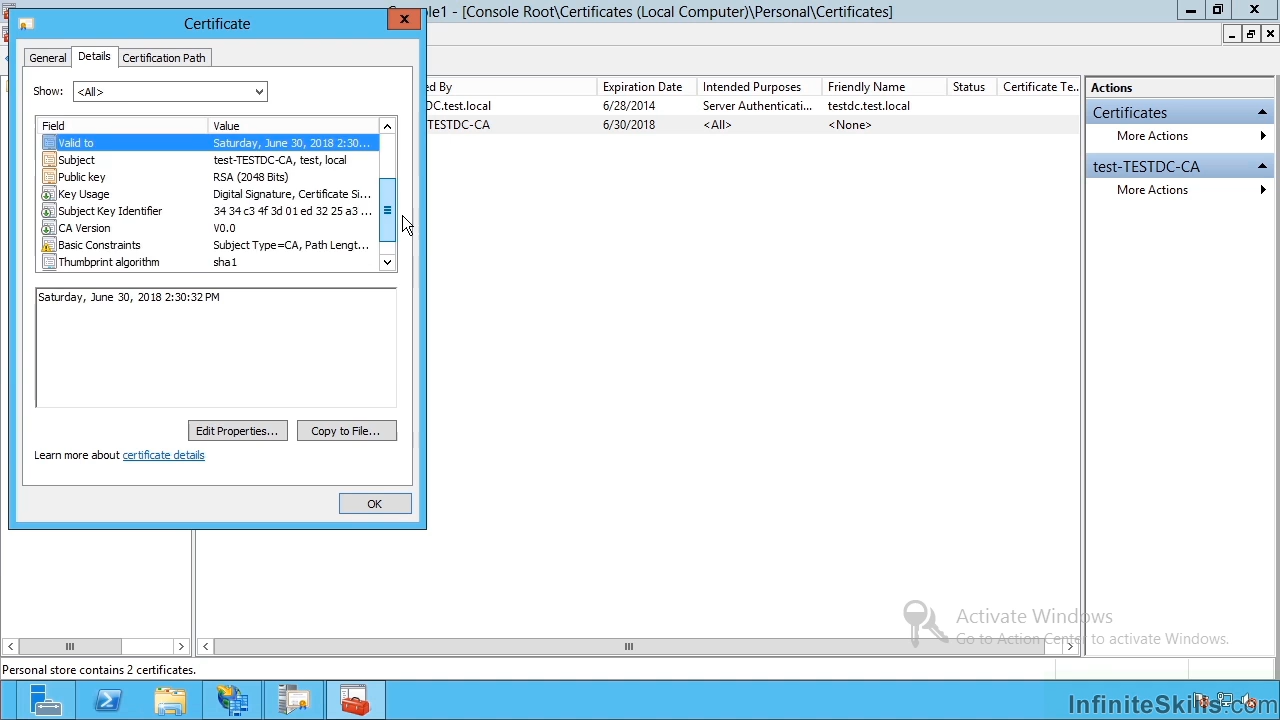 Certificate
Console1 - [Console Root\Certificates (Local Computer)\Personal\Certificates]
General Details Certification Path
Show: <All>
Field Value
Valid to Saturday, June 30, 2018 2:30...
Subject test-TESTDC-CA, test, local
Public key RSA (2048 Bits)
Key Usage Digital Signature, Certificate Si...
Subject Key Identifier 34 34 c3 4f 3d 01 ed 32 25 a3 ...
CA Version V0.0
Basic Constraints Subject Type=CA, Path Lengt...
Thumbprint algorithm sha1
Saturday, June 30, 2018 2:30:32 PM
Edit Properties... Copy to File...
Learn more about certificate details
OK
ed By Expiration Date Intended Purposes Friendly Name Status Certificate Te..
DC.test.local 6/28/2014 Server Authenticati... testdc.test.local
TESTDC-CA 6/30/2018 <All> <None>
Actions
Certificates
More Actions
test-TESTDC-CA
More Actions
Activate Windows
Go to Action Center to activate Windows.
Personal store contains 2 certificates.
InfiniteSkills.com